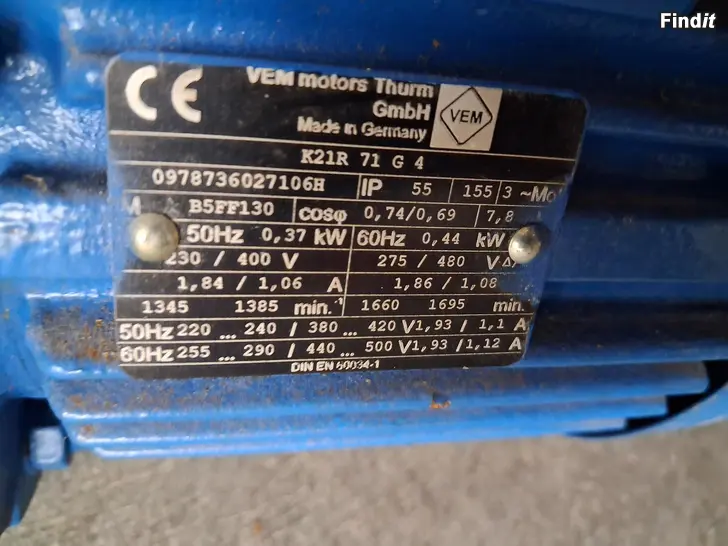 Findit
CE
VEM motors Thurm
GmbH
Made in Germany
VEM
K21R 71 G 4
0978736027106H IP 55 155 3 ~Mo
B5FF130 cosφ 0,74/0,69 7,8
50Hz 0,37 kW 60Hz 0,44 kW
230 / 400 V 275 / 480 V Δ/
1,84 / 1,06 A 1,86 / 1,08
1345 1385 min.⁻¹ 1660 1695 min.
50Hz 220 ... 240 / 380 ... 420 V 1,93 / 1,1 A
60Hz 255 ... 290 / 440 ... 500 V 1,93 / 1,12 A
DIN EN 60034-1